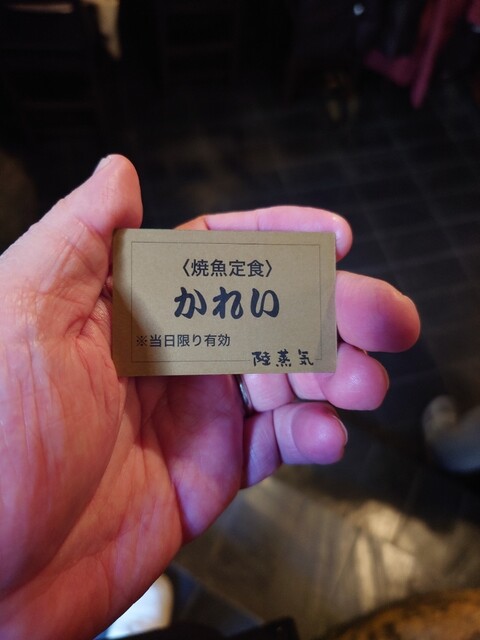 〈焼魚定食〉
かれい
※当日限り有効
陸蒸気